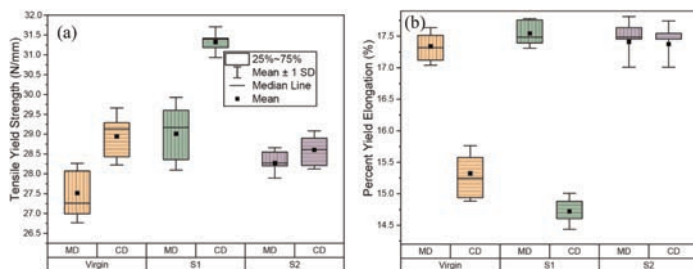 (a)
Tensile Yield Strength (N/mm)
32.0
31.5
31.0
30.5
30.0
29.5
29.0
28.5
28.0
27.5
27.0
26.5
25%~75%
Mean ± 1 SD
Median Line
Mean
MD CD MD CD MD CD
Virgin S1 S2
(b)
Percent Yield Elongation (%)
17.5
17.0
16.5
16.0
15.5
15.0
14.5
MD CD MD CD MD CD
Virgin S1 S2